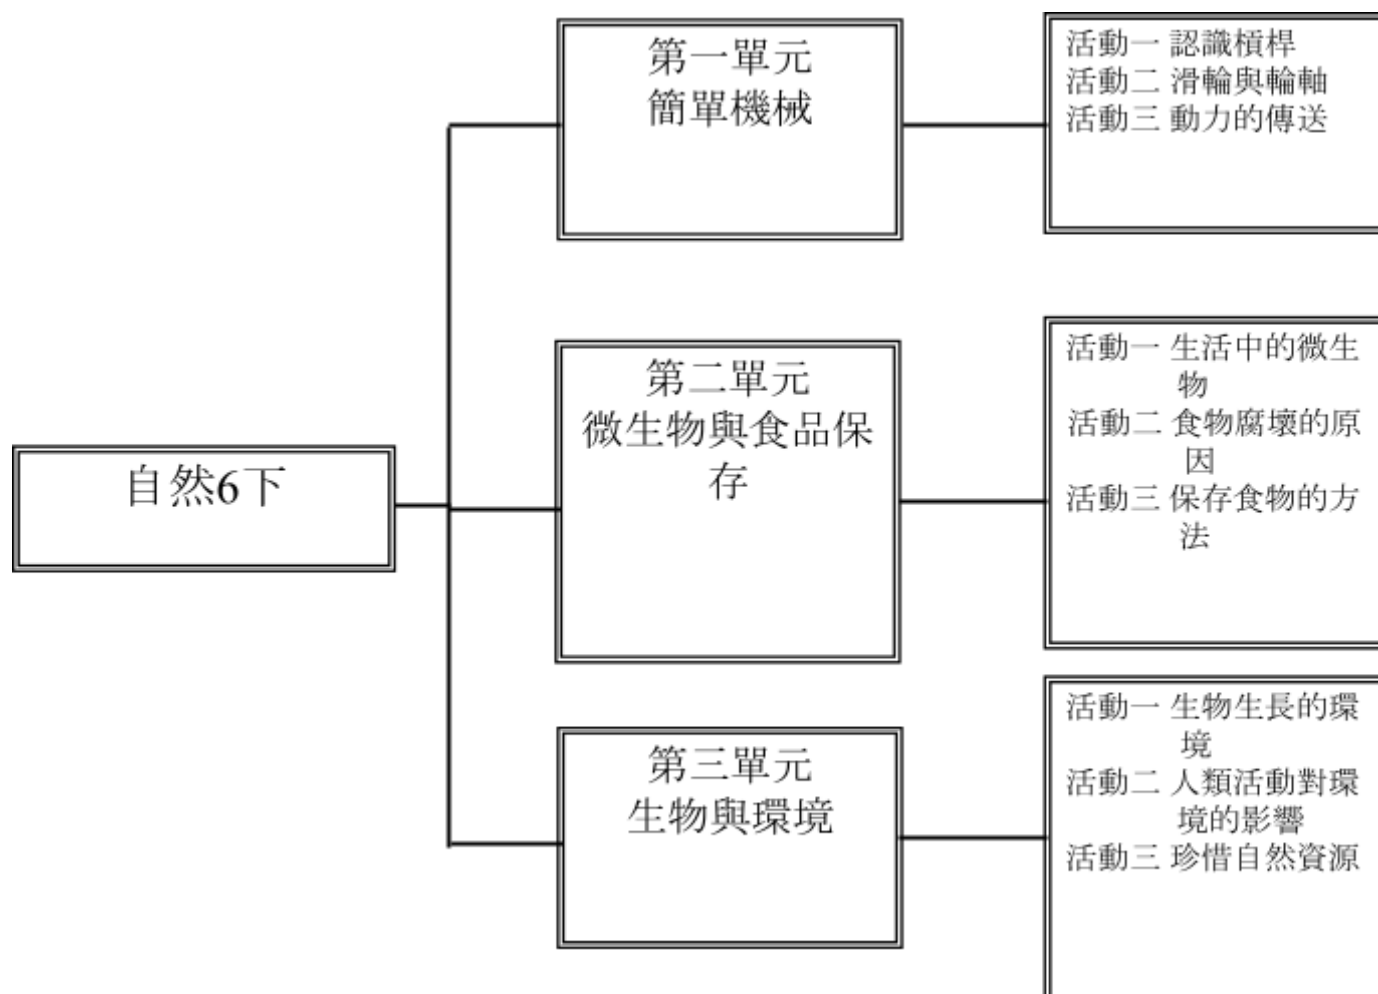 自然6下
第一單元
簡單機械
活動一 認識槓桿
活動二 滑輪與輪軸
活動三 動力的傳送
第二單元
微生物與食品保
存
活動一 生活中的微生
物
活動二 食物腐壞的原
因
活動三 保存食物的方
法
第三單元
生物與環境
活動一 生物生長的環
境
活動二 人類活動對環
境的影響
活動三 珍惜自然資源